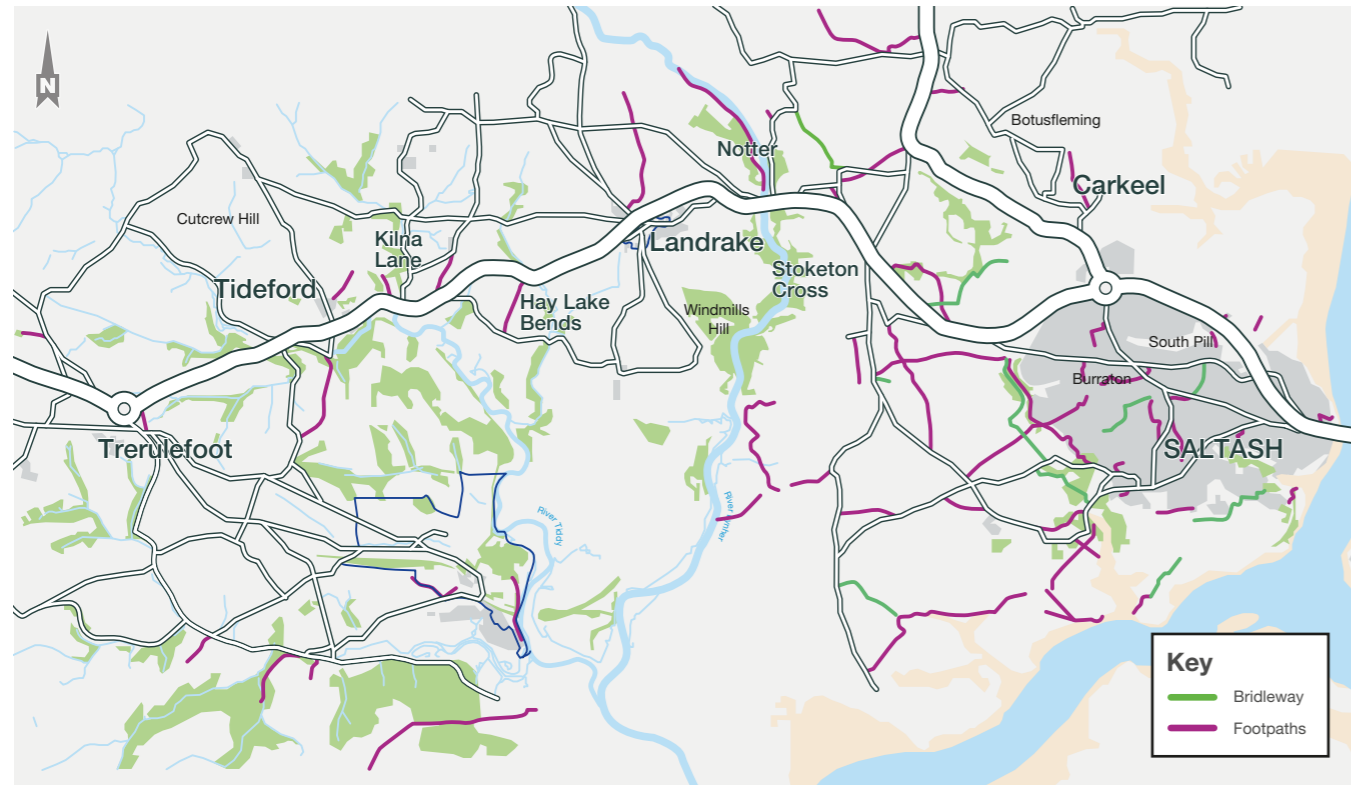 N
Botusfleming
Notter
Carkeel
Cutcrew Hill
Kilna
Lane
Landrake
Stoketon
Cross
Tideford
Hay Lake
Bends
Windmills
Hill
South Pill
Burraton
Trerulefoot
SALTASH
River Tiddy
River Lynher
Key
Bridleway
Footpaths